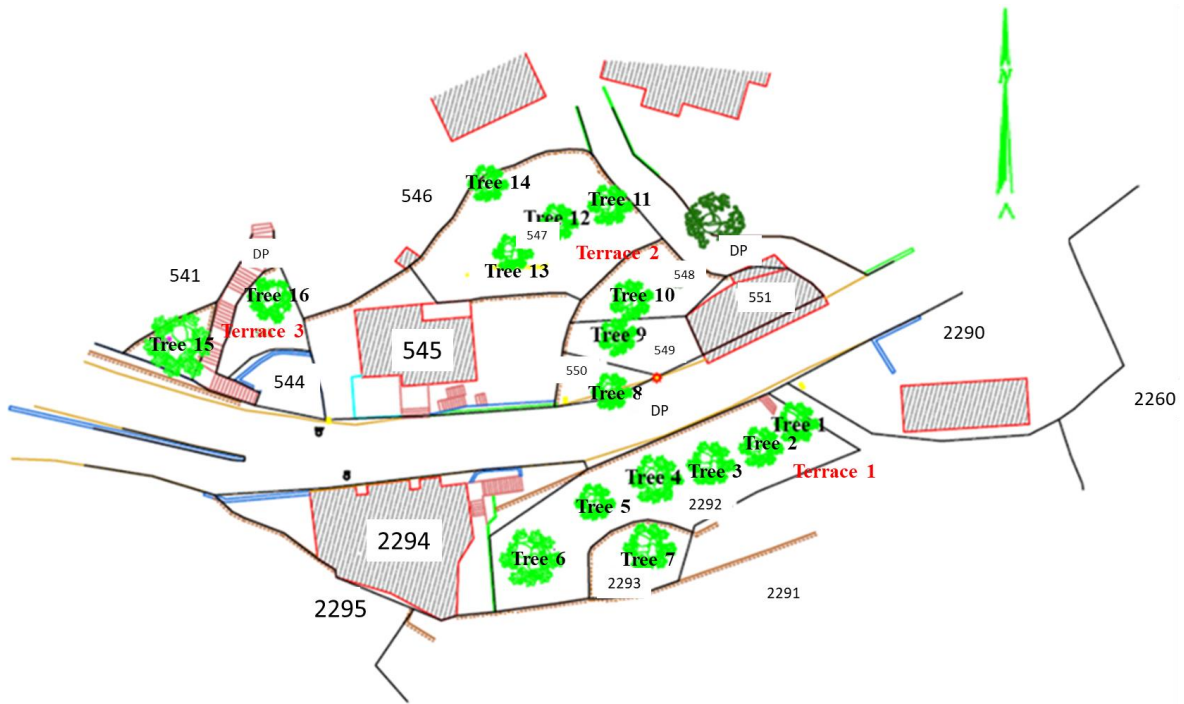 N
Tree 14
546
Tree 11
Tree 12
547
DP
Terrace 2
DP
Tree 13
541
548
Tree 16
Tree 10
551
Terrace 3
2290
Tree 15
Tree 9
545
549
550
544
Tree 8
2260
DP
Tree 1
Tree 2
Tree 3
Terrace 1
Tree 4
Tree 5
2292
2294
Tree 6
Tree 7
2293
2291
2295